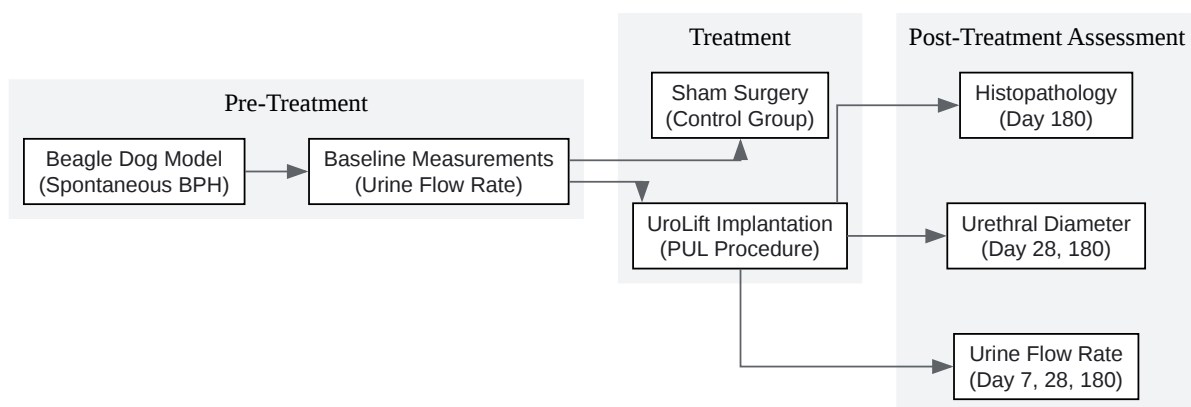 Pre-Treatment
Beagle Dog Model
(Spontaneous BPH)
Baseline Measurements
(Urine Flow Rate)
Treatment
Sham Surgery
(Control Group)
UroLift Implantation
(PUL Procedure)
Post-Treatment Assessment
Histopathology
(Day 180)
Urethral Diameter
(Day 28, 180)
Urine Flow Rate
(Day 7, 28, 180)